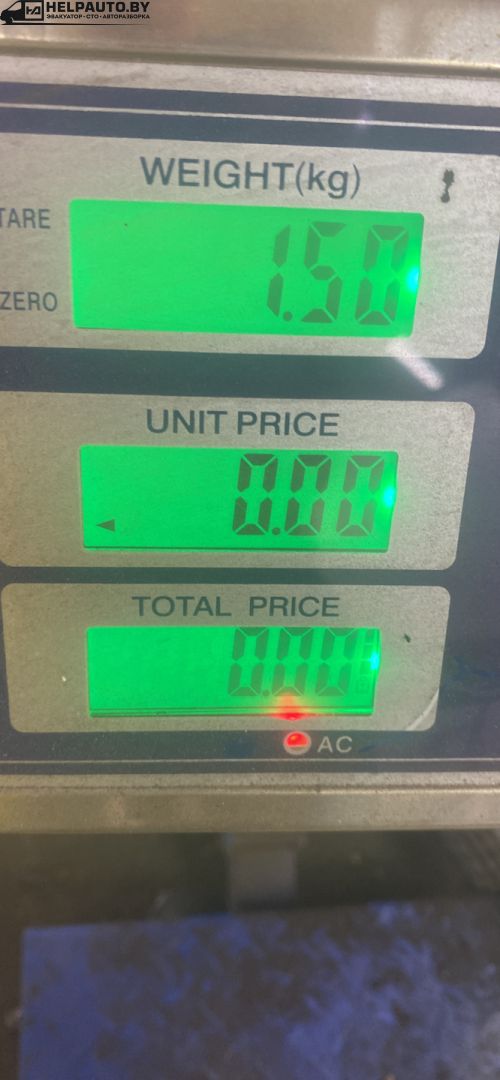 HELPAUTO.BY
ЭВАКУАТОР•СТО•АВТОРАЗБОРКА
WEIGHT(kg)
TARE
1.50
ZERO
UNIT PRICE
0.00
TOTAL PRICE
0.00
AC